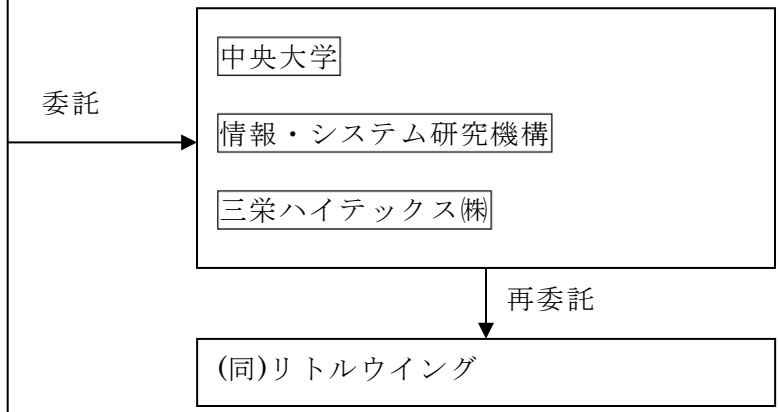 中央大学
委託
情報・システム研究機構
三栄ハイテックス㈱
再委託
(同)リトルウイング